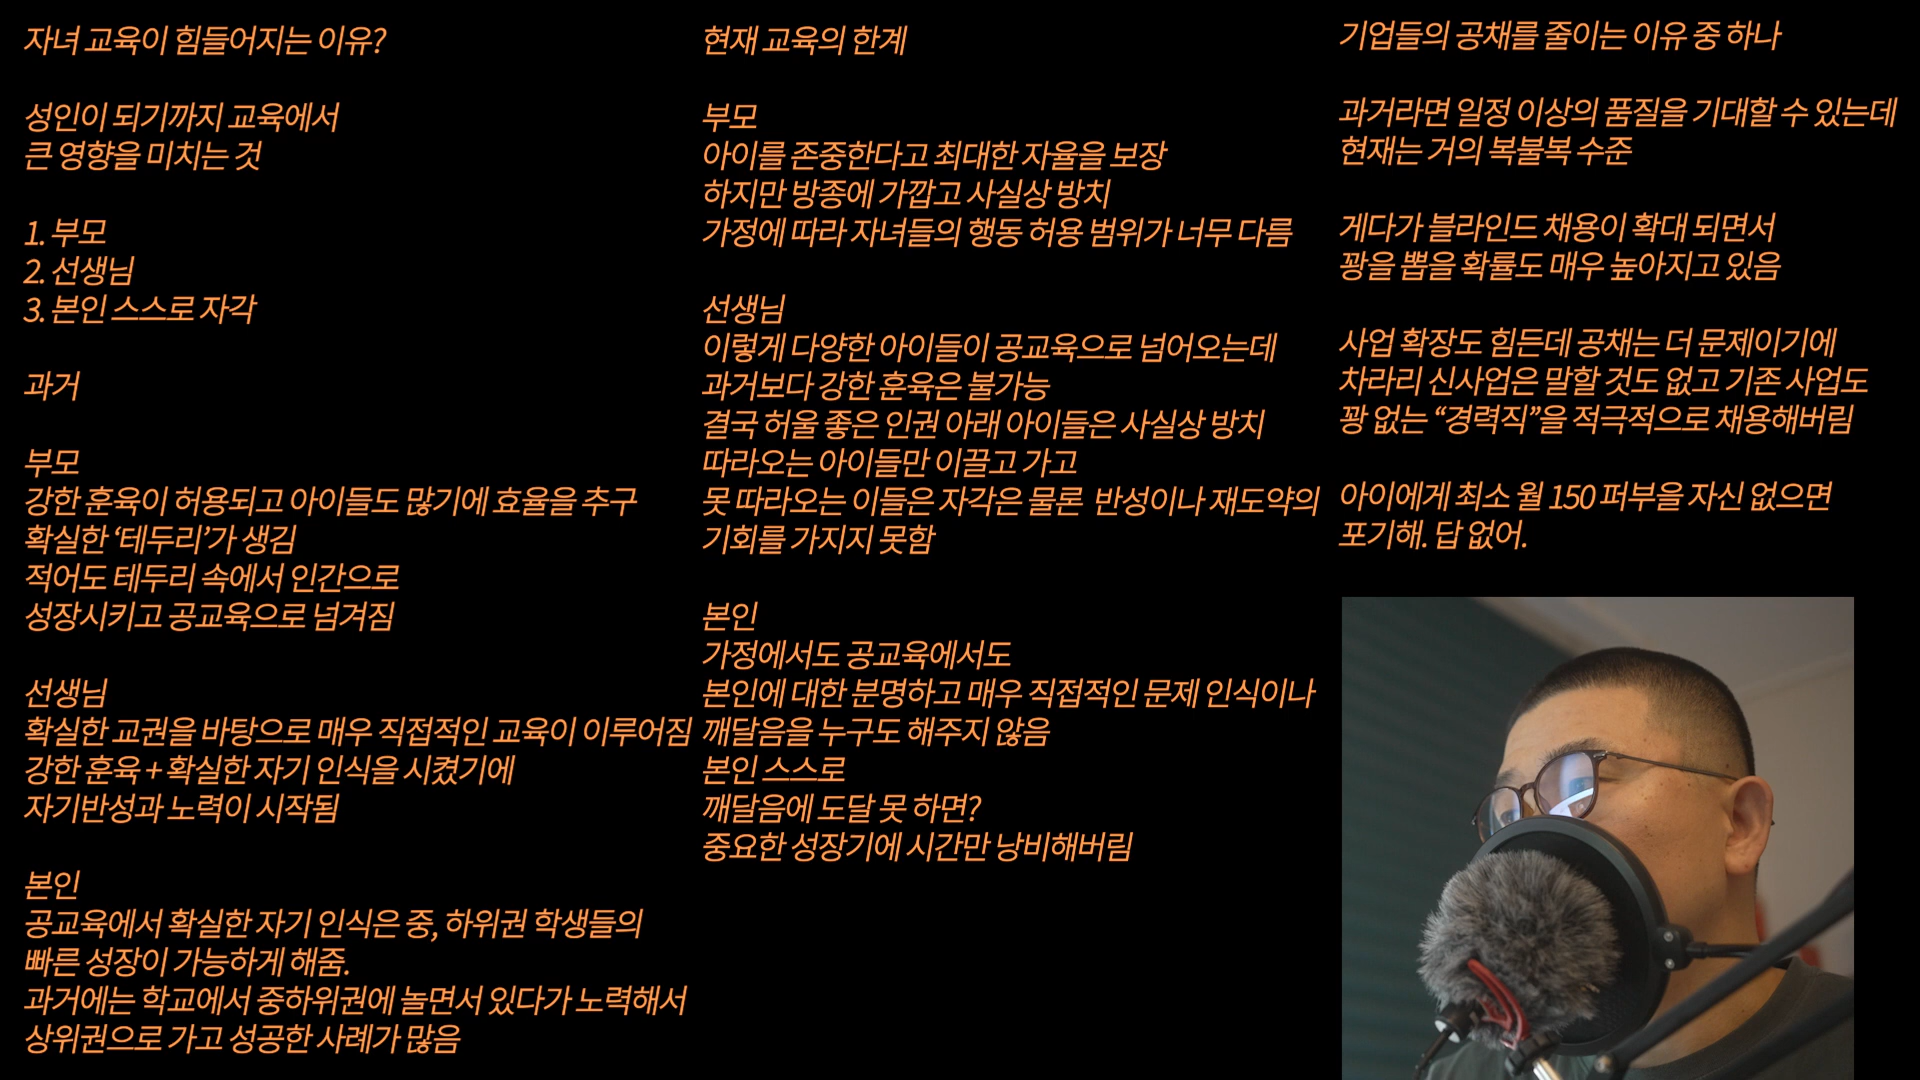 자녀 교육이 힘들어지는 이유?
성인이 되기까지 교육에서
큰 영향을 미치는 것
1. 부모
2. 선생님
3. 본인 스스로 자각
과거
부모
강한 훈육이 허용되고 아이들도 많기에 효율을 추구
확실한 ‘테두리’가 생김
적어도 테두리 속에서 인간으로
성장시키고 공교육으로 넘겨짐
선생님
확실한 교권을 바탕으로 매우 직접적인 교육이 이루어짐
강한 훈육 + 확실한 자기 인식을 시켰기에
자기반성과 노력이 시작됨
본인
공교육에서 확실한 자기 인식은 중, 하위권 학생들의
빠른 성장이 가능하게 해줌.
과거에는 학교에서 중하위권에 놀면서 있다가 노력해서
상위권으로 가고 성공한 사례가 많음
현재 교육의 한계
부모
아이를 존중한다고 최대한 자율을 보장
하지만 방종에 가깝고 사실상 방치
가정에 따라 자녀들의 행동 허용 범위가 너무 다름
선생님
이렇게 다양한 아이들이 공교육으로 넘어오는데
과거보다 강한 훈육은 불가능
결국 허울 좋은 인권 아래 아이들은 사실상 방치
따라오는 아이들만 이끌고 가고
못 따라오는 이들은 자각은 물론 반성이나 재도약의
기회를 가지지 못함
본인
가정에서도 공교육에서도
본인에 대한 분명하고 매우 직접적인 문제 인식이나
깨달음을 누구도 해주지 않음
본인 스스로
깨달음에 도달 못 하면?
중요한 성장기에 시간만 낭비해버림
기업들의 공채를 줄이는 이유 중 하나
과거라면 일정 이상의 품질을 기대할 수 있는데
현재는 거의 복불복 수준
게다가 블라인드 채용이 확대 되면서
꽝을 뽑을 확률도 매우 높아지고 있음
사업 확장도 힘든데 공채는 더 문제이기에
차라리 신사업은 말할 것도 없고 기존 사업도
꽝 없는 “경력직”을 적극적으로 채용해버림
아이에게 최소 월 150 퍼부을 자신 없으면
포기해. 답 없어.